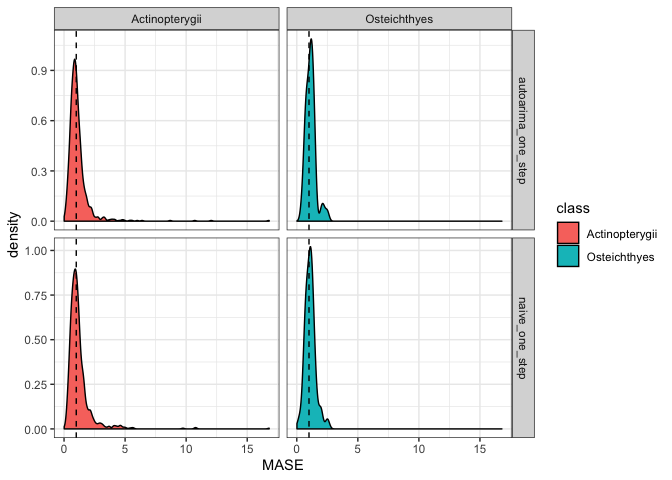 Actinopterygii Osteichthyes
density
0.9
0.6
0.3
0.0
autoarima_one_step
1.00
0.75
0.50
0.25
0.00
naive_one_step
0 5 10 15 0 5 10 15
MASE
class
Actinopterygii
Osteichthyes